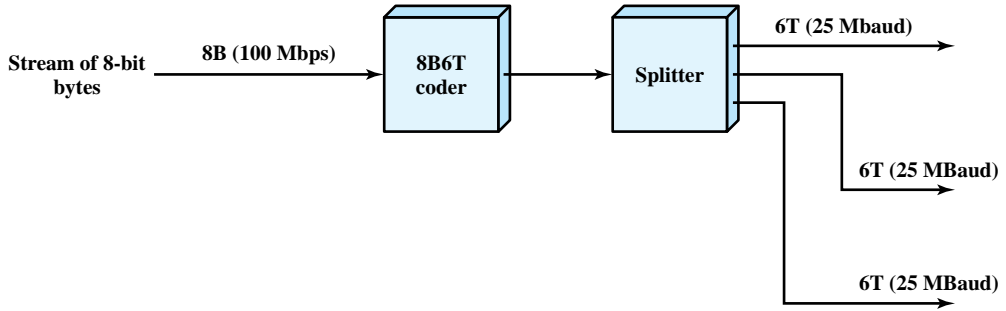 6T (25 Mbaud)
8B (100 Mbps)
Stream of 8-bit
bytes
8B6T
coder
Splitter
6T (25 MBaud)
6T (25 MBaud)